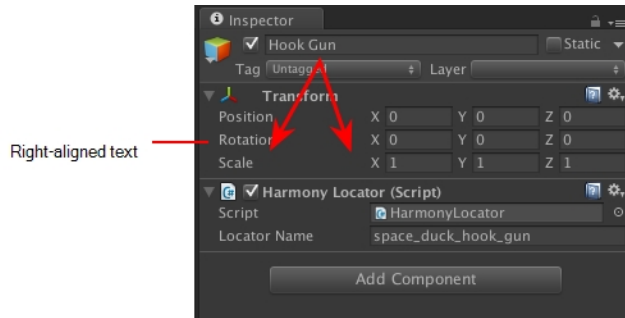 Inspector
Hook Gun Static
Tag Untagged Layer
Transform
Position X 0 Y 0 Z 0
Rotation X 0 Y 0 Z 0
Scale X 1 Y 1 Z 1
Right-aligned text
Harmony Locator (Script)
Script HarmonyLocator
Locator Name space_duck_hook_gun
Add Component